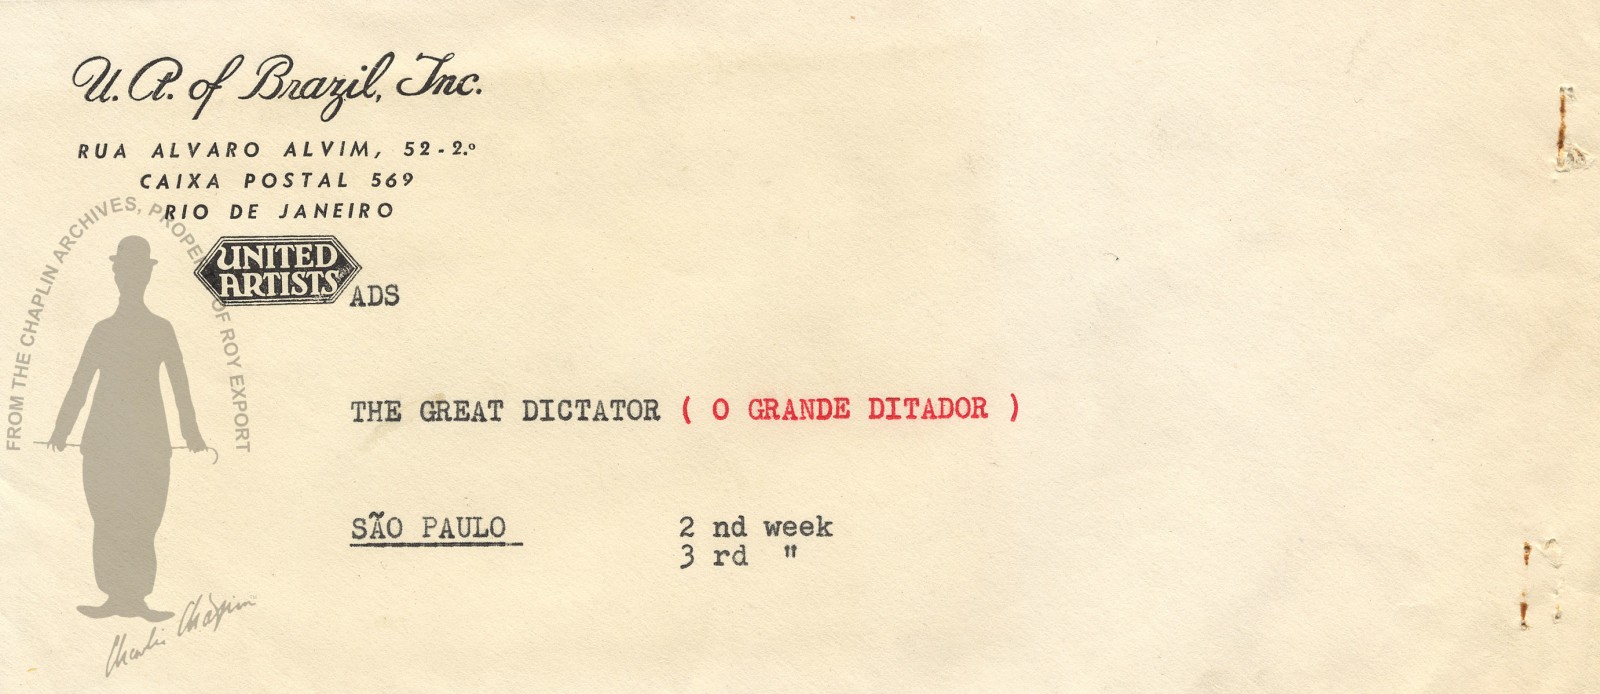 U. A. of Brazil, Inc.
RUA ALVARO ALVIM, 52 - 2.º
CAIXA POSTAL 569
RIO DE JANEIRO
UNITED
ARTISTS
ADS
FROM THE CHAPLIN ARCHIVES, PROPERTY OF ROY EXPORT
THE GREAT DICTATOR ( O GRANDE DITADOR )
SÃO PAULO 2 nd week
3 rd "
Charlie Chaplin